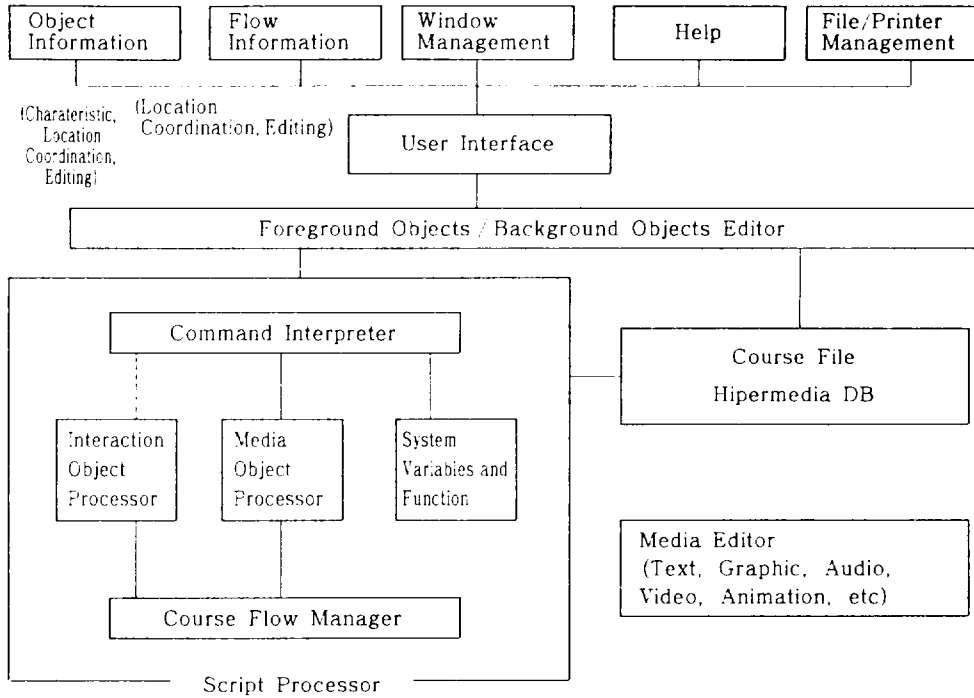 Object
Information
Flow
Information
Window
Management
Help
File/Printer
Management
(Charateristic,
Location
Coordination,
Editing)
(Location
Coordination, Editing)
User Interface
Foreground Objects / Background Objects Editor
Command Interpreter
Course File
Hipermedia DB
Interaction
Object
Processor
Media
Object
Processor
System
Variables and
Function
Media Editor
(Text, Graphic, Audio,
Video, Animation, etc)
Course Flow Manager
Script Processor